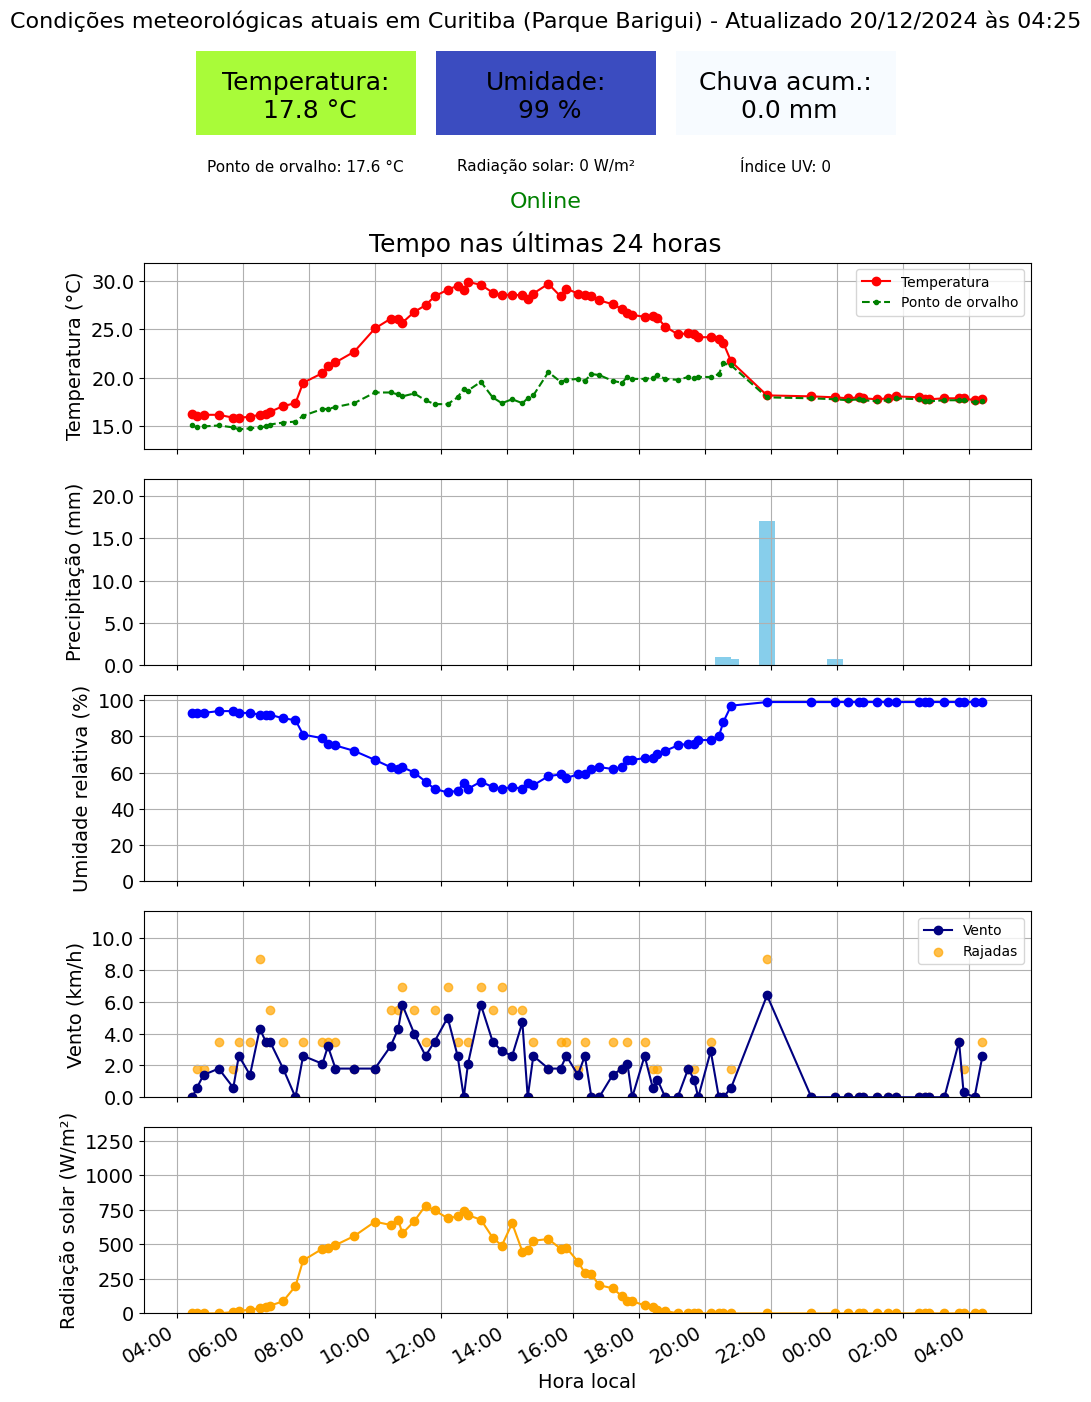 Condições meteorológicas atuais em Curitiba (Parque Barigui) - Atualizado 20/12/2024 às 04:25
Temperatura:
17.8 °C
Umidade:
99 %
Chuva acum.:
0.0 mm
Ponto de orvalho: 17.6 °C
Radiação solar: 0 W/m²
Índice UV: 0
Online
Tempo nas últimas 24 horas
Temperatura (°C)
30.0
25.0
20.0
15.0
Temperatura
Ponto de orvalho
Precipitação (mm)
20.0
15.0
10.0
5.0
0.0
Umidade relativa (%)
100
80
60
40
20
0
Vento (km/h)
10.0
8.0
6.0
4.0
2.0
0.0
Vento
Rajadas
Radiação solar (W/m²)
1250
1000
750
500
250
0
04:00 06:00 08:00 10:00 12:00 14:00 16:00 18:00 20:00 22:00 00:00 02:00 04:00
Hora local